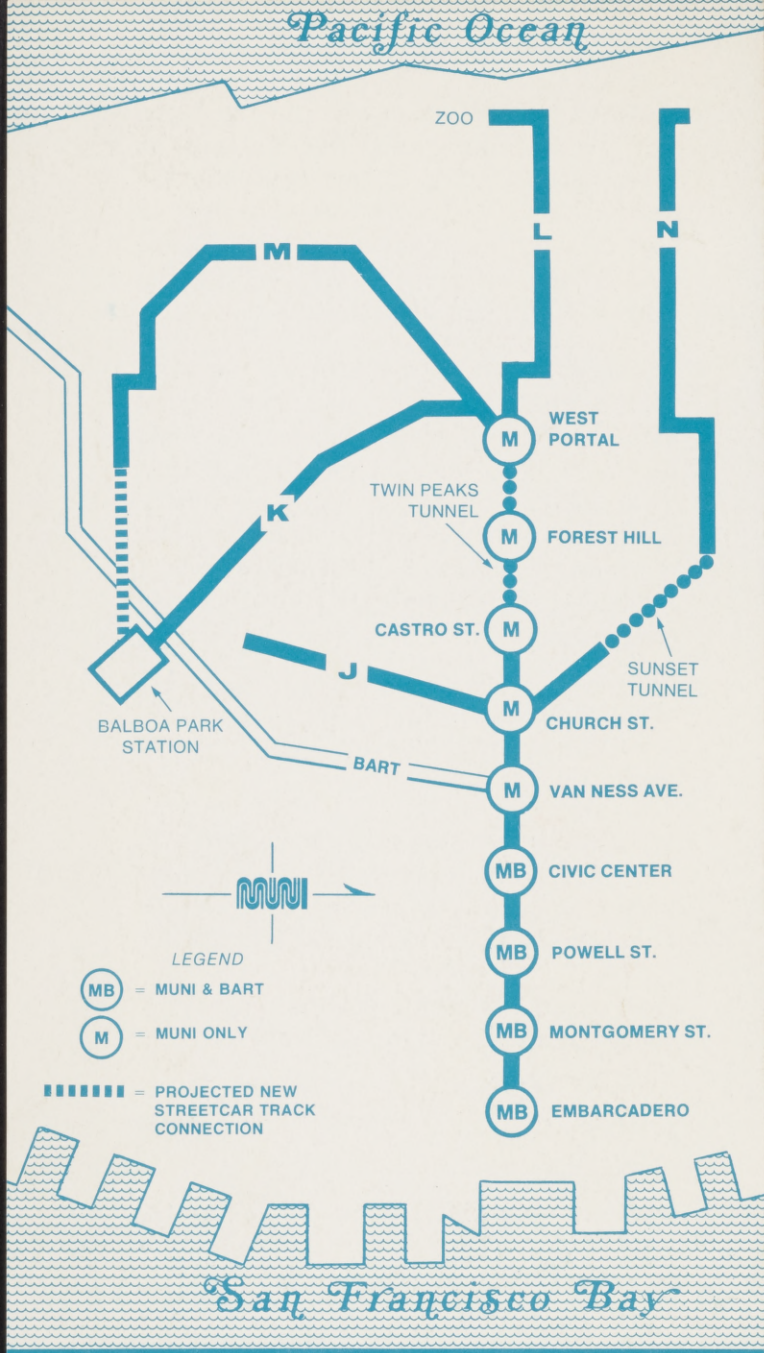 Pacific Ocean
ZOO
L
N
M
WEST
PORTAL
M
TWIN PEAKS
TUNNEL
K
M
FOREST HILL
CASTRO ST.
M
J
SUNSET
TUNNEL
M
CHURCH ST.
BALBOA PARK
STATION
BART
M
VAN NESS AVE.
MB
CIVIC CENTER
MUNI
LEGEND
MB = MUNI & BART
M = MUNI ONLY
= PROJECTED NEW
STREETCAR TRACK
CONNECTION
MB
POWELL ST.
MB
MONTGOMERY ST.
MB
EMBARCADERO
San Francisco Bay